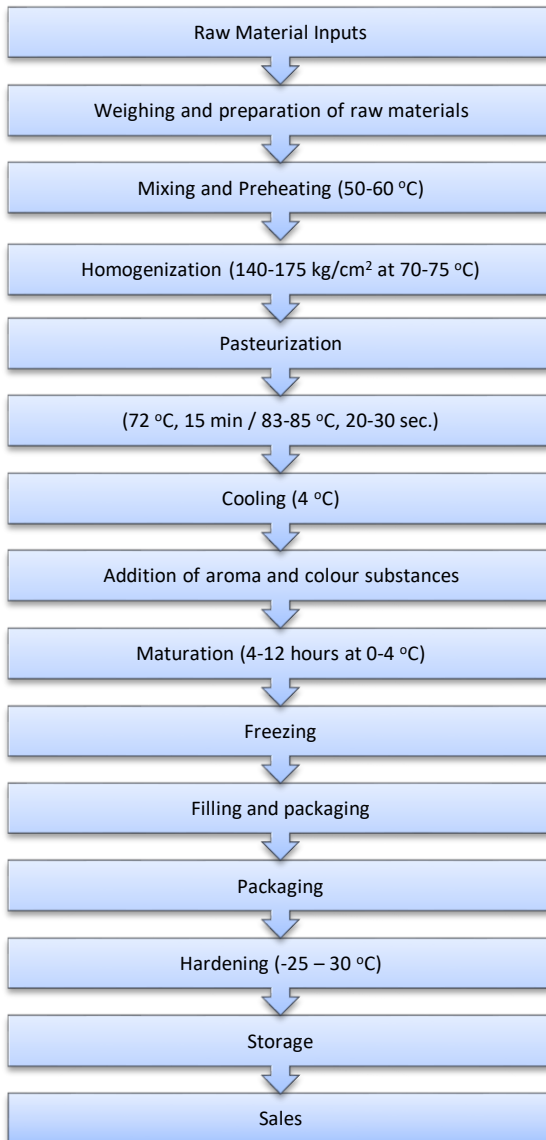 Raw Material Inputs
Weighing and preparation of raw materials
Mixing and Preheating (50-60 °C)
Homogenization (140-175 kg/cm² at 70-75 °C)
Pasteurization
(72 °C, 15 min / 83-85 °C, 20-30 sec.)
Cooling (4 °C)
Addition of aroma and colour substances
Maturation (4-12 hours at 0-4 °C)
Freezing
Filling and packaging
Packaging
Hardening (-25 – 30 °C)
Storage
Sales